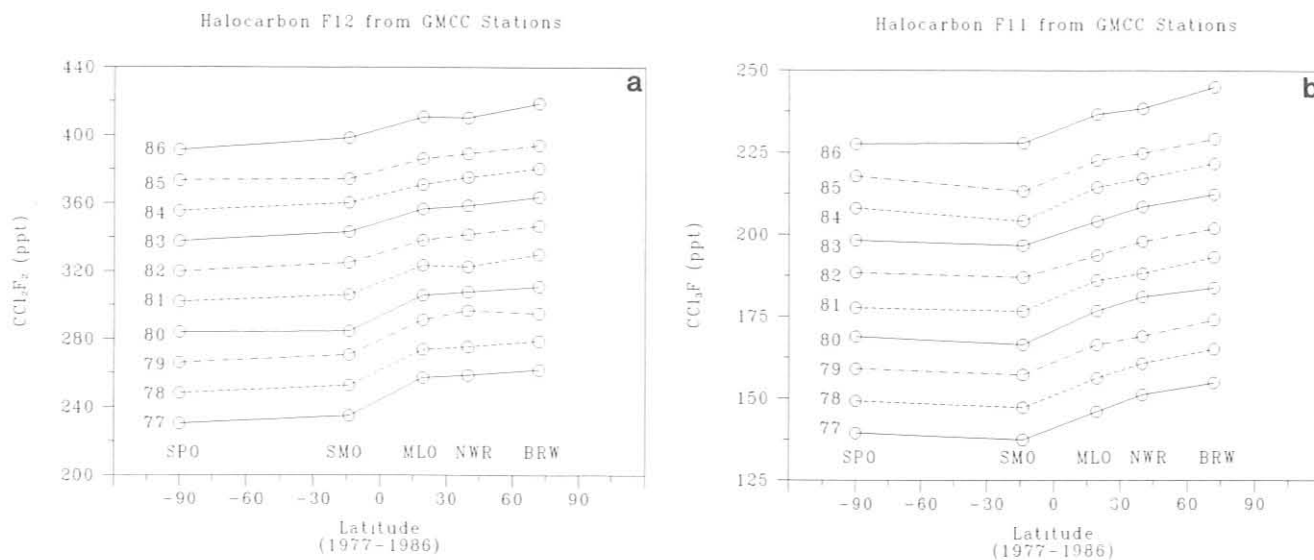 Halocarbon F12 from GMCC Stations
a
CCl₂F₂ (ppt)
440
400
360
320
280
240
200
86
85
84
83
82
81
80
79
78
77
SPO SMO MLO NWR BRW
-90 -60 -30 0 30 60 90
Latitude
(1977-1986)
Halocarbon F11 from GMCC Stations
b
CCl₃F (ppt)
250
225
200
175
150
125
86
85
84
83
82
81
80
79
78
77
SPO SMO MLO NWR BRW
-90 -60 -30 0 30 60 90
Latitude
(1977-1986)